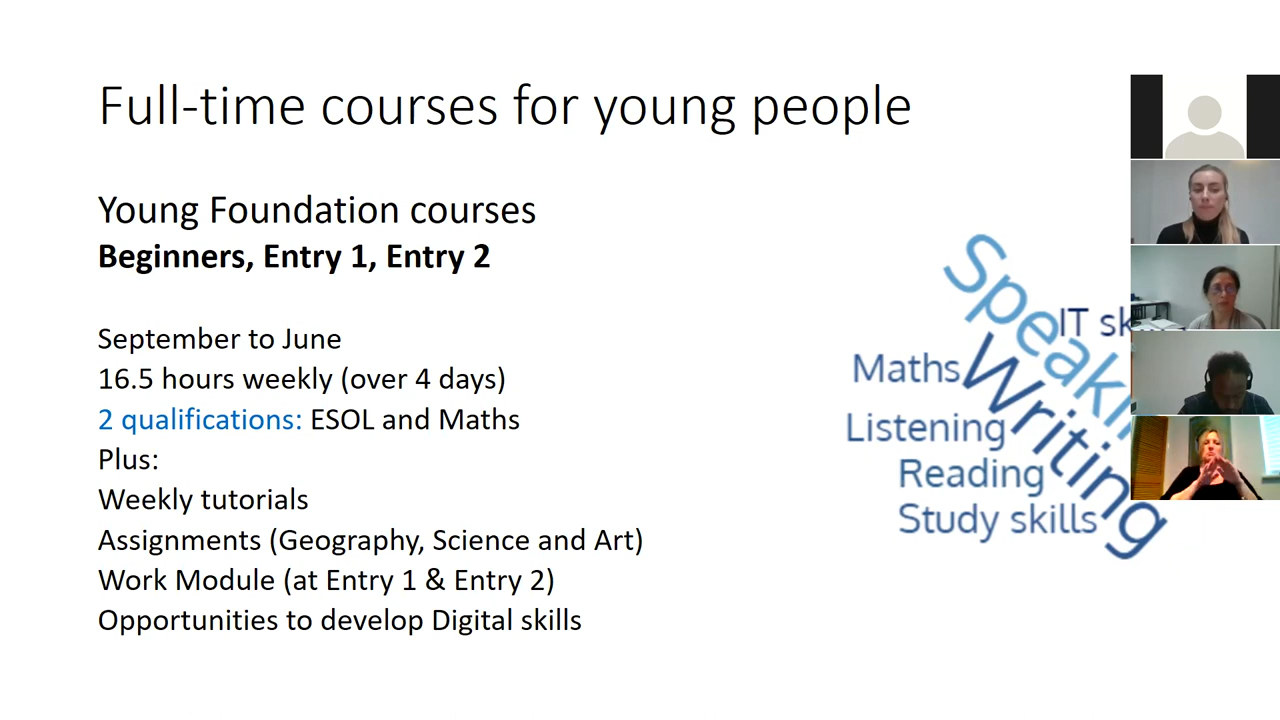 Full-time courses for young people
Young Foundation courses
Beginners, Entry 1, Entry 2
September to June
16.5 hours weekly (over 4 days)
2 qualifications: ESOL and Maths
Plus:
Weekly tutorials
Assignments (Geography, Science and Art)
Work Module (at Entry 1 & Entry 2)
Opportunities to develop Digital skills
IT sk
Speakin
Maths
Writing
Listening
Reading
Study skills